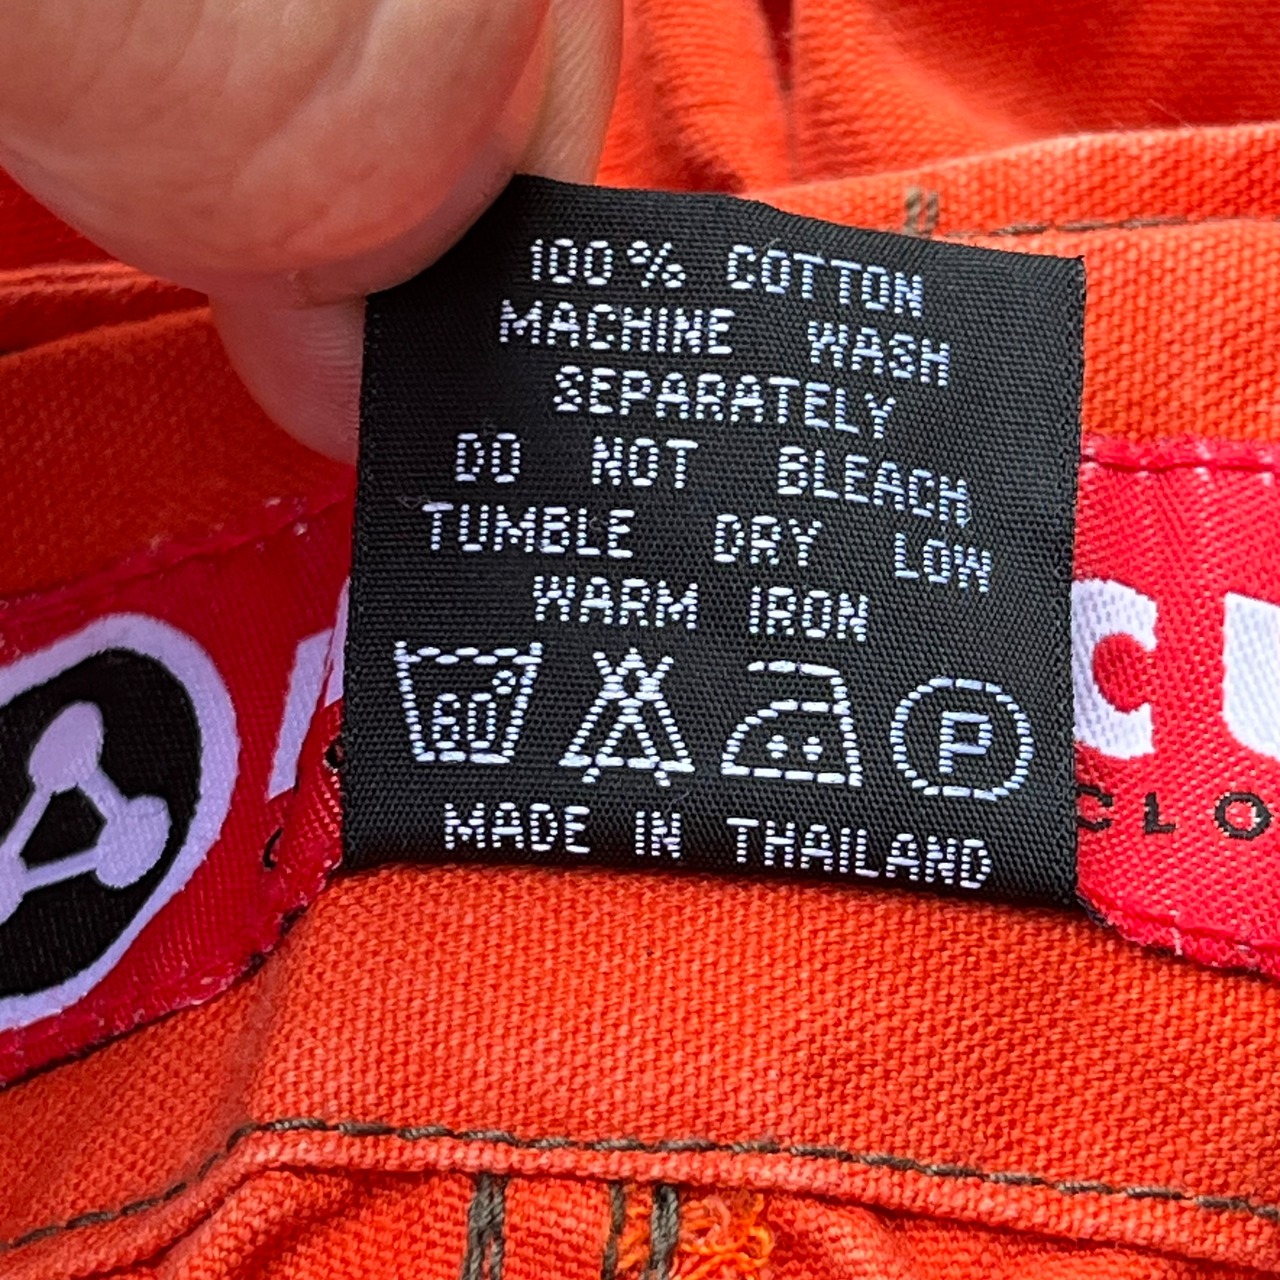 100% COTTON
MACHINE WASH
SEPARATELY
DO NOT BLEACH
TUMBLE DRY LOW
WARM IRON
60°
P
MADE IN THAILAND